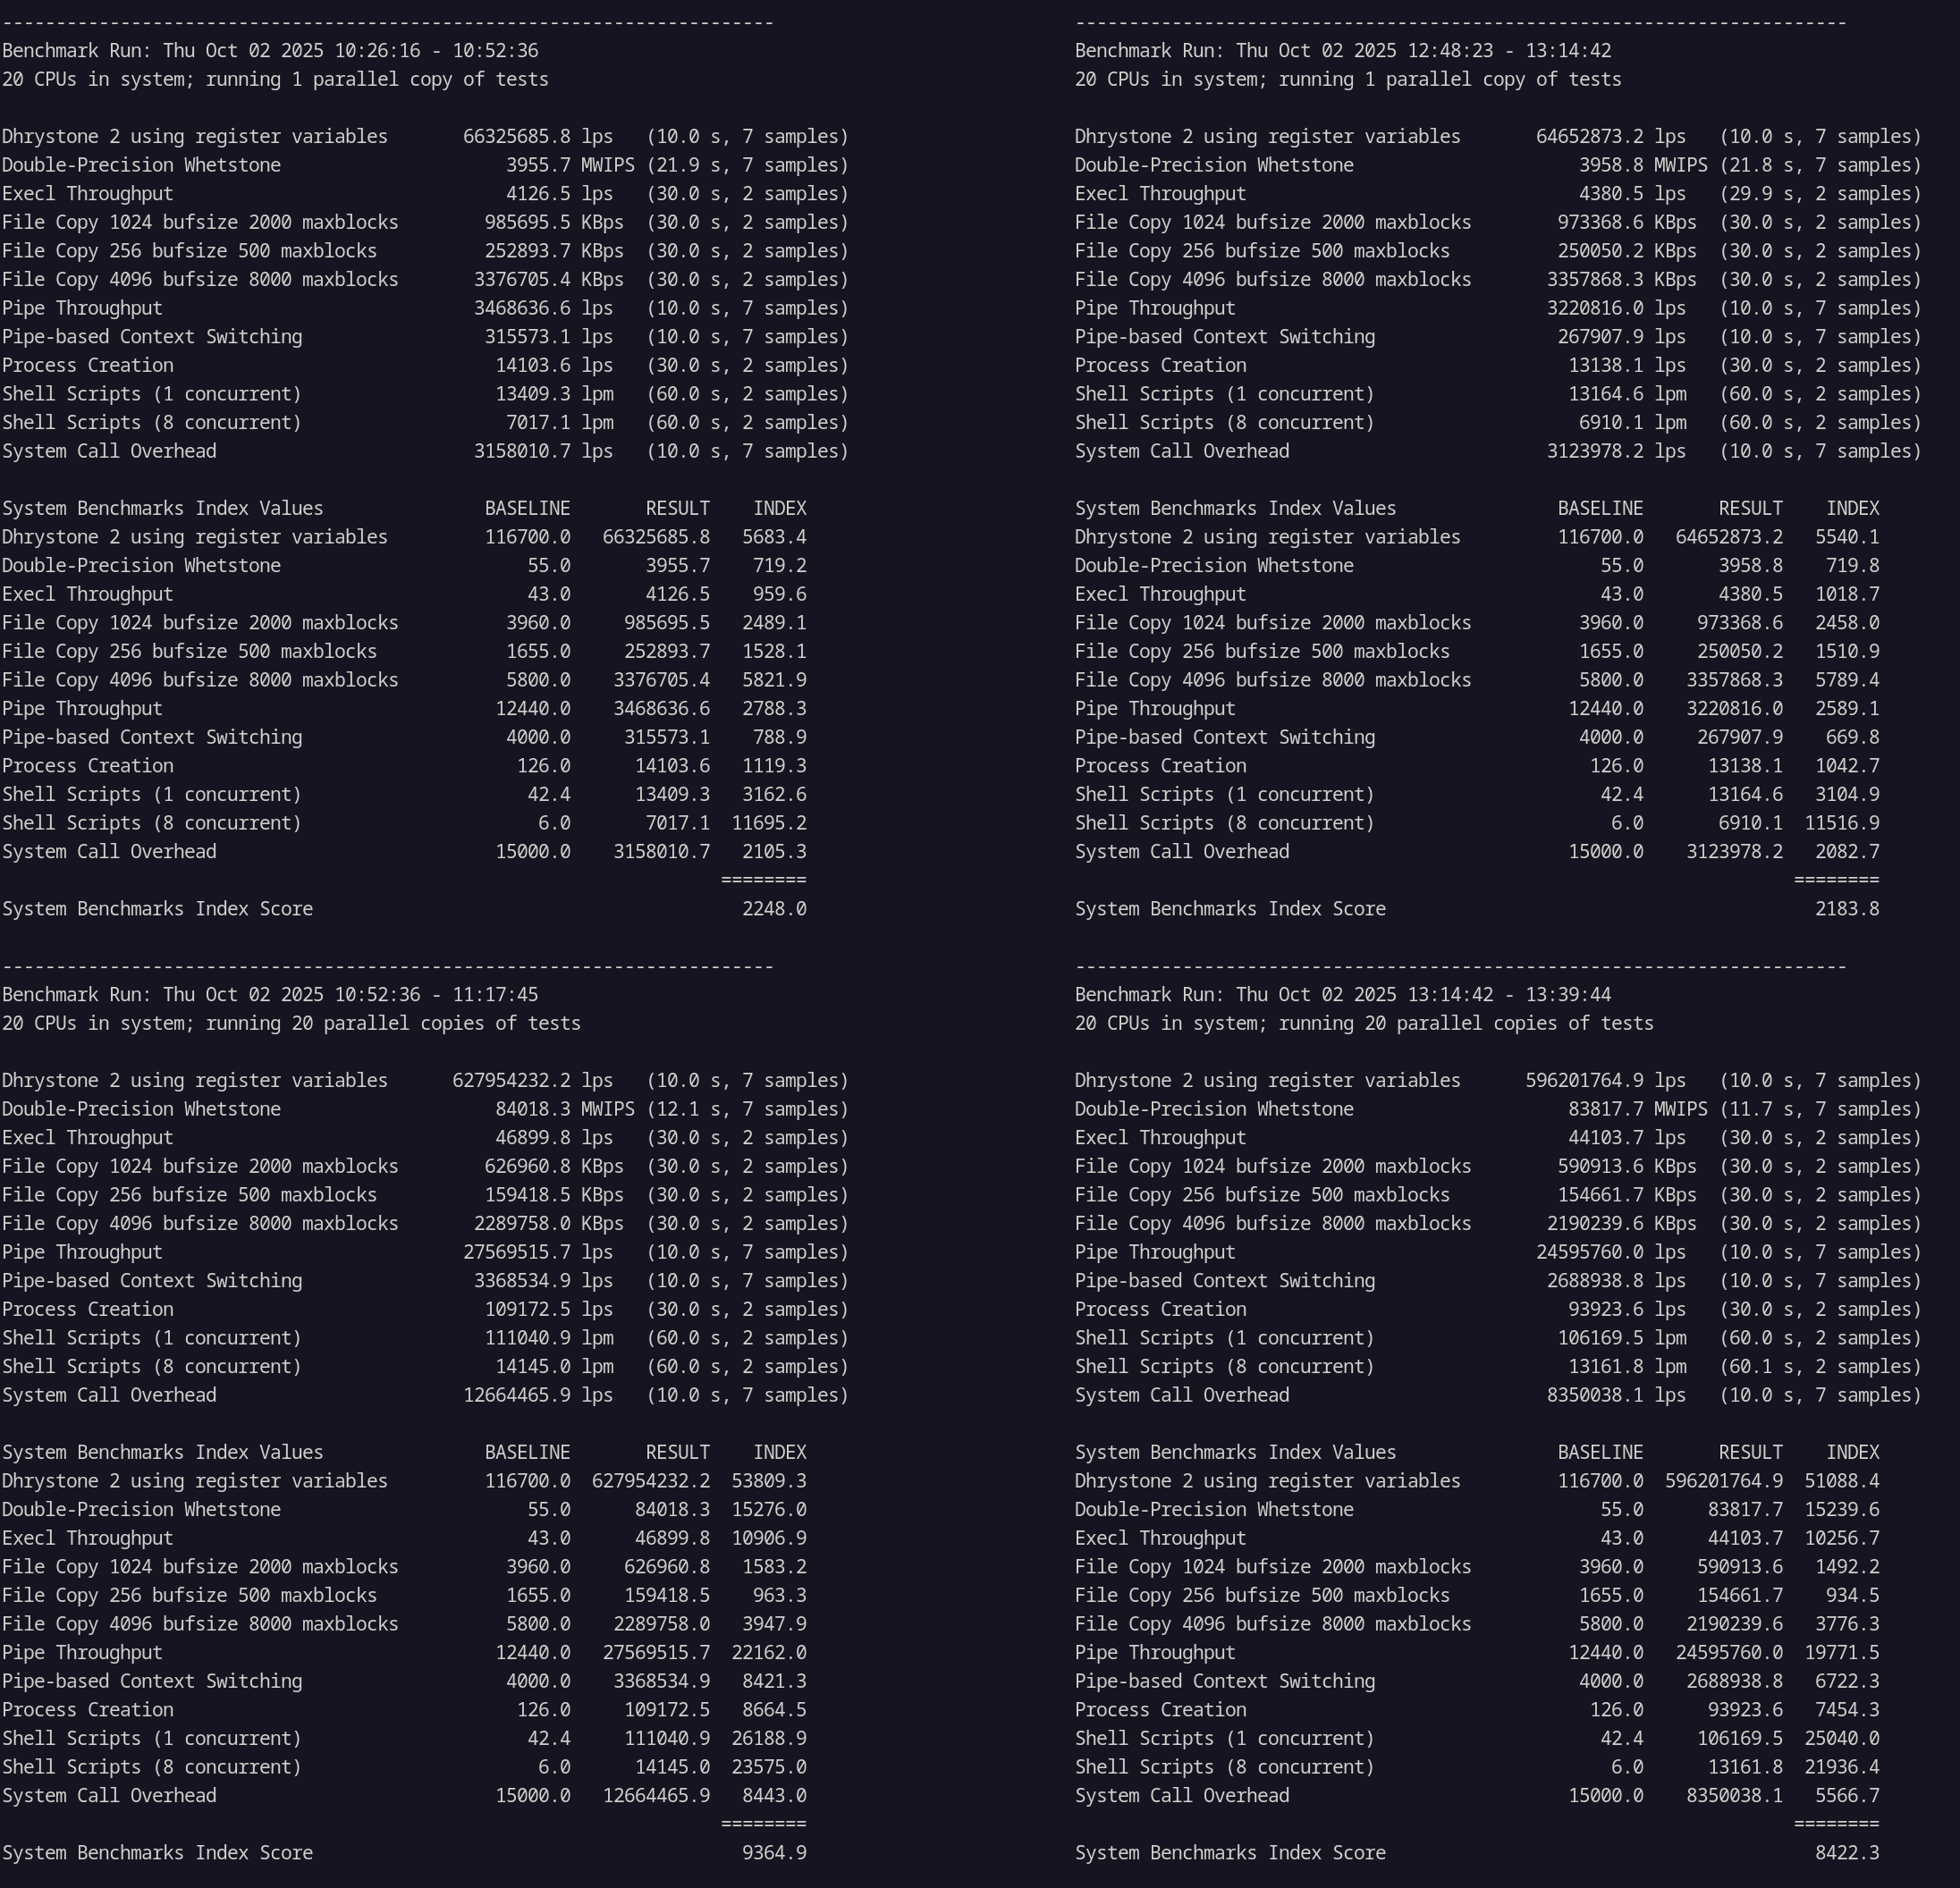 ------------------------------------------------------------------------
Benchmark Run: Thu Oct 02 2025 10:26:16 - 10:52:36
20 CPUs in system; running 1 parallel copy of tests

Dhrystone 2 using register variables       66325685.8 lps   (10.0 s, 7 samples)
Double-Precision Whetstone                     3955.7 MWIPS (21.9 s, 7 samples)
Execl Throughput                               4126.5 lps   (30.0 s, 2 samples)
File Copy 1024 bufsize 2000 maxblocks        985695.5 KBps  (30.0 s, 2 samples)
File Copy 256 bufsize 500 maxblocks          252893.7 KBps  (30.0 s, 2 samples)
File Copy 4096 bufsize 8000 maxblocks       3376705.4 KBps  (30.0 s, 2 samples)
Pipe Throughput                             3468636.6 lps   (10.0 s, 7 samples)
Pipe-based Context Switching                 315573.1 lps   (10.0 s, 7 samples)
Process Creation                              14103.6 lps   (30.0 s, 2 samples)
Shell Scripts (1 concurrent)                  13409.3 lpm   (60.0 s, 2 samples)
Shell Scripts (8 concurrent)                   7017.1 lpm   (60.0 s, 2 samples)
System Call Overhead                        3158010.7 lps   (10.0 s, 7 samples)

System Benchmarks Index Values               BASELINE       RESULT    INDEX
Dhrystone 2 using register variables         116700.0   66325685.8   5683.4
Double-Precision Whetstone                       55.0       3955.7    719.2
Execl Throughput                                 43.0       4126.5    959.6
File Copy 1024 bufsize 2000 maxblocks          3960.0     985695.5   2489.1
File Copy 256 bufsize 500 maxblocks            1655.0     252893.7   1528.1
File Copy 4096 bufsize 8000 maxblocks          5800.0    3376705.4   5821.9
Pipe Throughput                               12440.0    3468636.6   2788.3
Pipe-based Context Switching                   4000.0     315573.1    788.9
Process Creation                                126.0      14103.6   1119.3
Shell Scripts (1 concurrent)                     42.4      13409.3   3162.6
Shell Scripts (8 concurrent)                      6.0       7017.1  11695.2
System Call Overhead                          15000.0    3158010.7   2105.3
                                                                   ========
System Benchmarks Index Score                                        2248.0

------------------------------------------------------------------------
Benchmark Run: Thu Oct 02 2025 10:52:36 - 11:17:45
20 CPUs in system; running 20 parallel copies of tests

Dhrystone 2 using register variables      627954232.2 lps   (10.0 s, 7 samples)
Double-Precision Whetstone                    84018.3 MWIPS (12.1 s, 7 samples)
Execl Throughput                              46899.8 lps   (30.0 s, 2 samples)
File Copy 1024 bufsize 2000 maxblocks        626960.8 KBps  (30.0 s, 2 samples)
File Copy 256 bufsize 500 maxblocks          159418.5 KBps  (30.0 s, 2 samples)
File Copy 4096 bufsize 8000 maxblocks       2289758.0 KBps  (30.0 s, 2 samples)
Pipe Throughput                            27569515.7 lps   (10.0 s, 7 samples)
Pipe-based Context Switching                3368534.9 lps   (10.0 s, 7 samples)
Process Creation                             109172.5 lps   (30.0 s, 2 samples)
Shell Scripts (1 concurrent)                 111040.9 lpm   (60.0 s, 2 samples)
Shell Scripts (8 concurrent)                  14145.0 lpm   (60.0 s, 2 samples)
System Call Overhead                       12664465.9 lps   (10.0 s, 7 samples)

System Benchmarks Index Values               BASELINE       RESULT    INDEX
Dhrystone 2 using register variables         116700.0  627954232.2  53809.3
Double-Precision Whetstone                       55.0      84018.3  15276.0
Execl Throughput                                 43.0      46899.8  10906.9
File Copy 1024 bufsize 2000 maxblocks          3960.0     626960.8   1583.2
File Copy 256 bufsize 500 maxblocks            1655.0     159418.5    963.3
File Copy 4096 bufsize 8000 maxblocks          5800.0    2289758.0   3947.9
Pipe Throughput                               12440.0   27569515.7  22162.0
Pipe-based Context Switching                   4000.0    3368534.9   8421.3
Process Creation                                126.0     109172.5   8664.5
Shell Scripts (1 concurrent)                     42.4     111040.9  26188.9
Shell Scripts (8 concurrent)                      6.0      14145.0  23575.0
System Call Overhead                          15000.0   12664465.9   8443.0
                                                                   ========
System Benchmarks Index Score                                        9364.9

------------------------------------------------------------------------
Benchmark Run: Thu Oct 02 2025 12:48:23 - 13:14:42
20 CPUs in system; running 1 parallel copy of tests

Dhrystone 2 using register variables       64652873.2 lps   (10.0 s, 7 samples)
Double-Precision Whetstone                     3958.8 MWIPS (21.8 s, 7 samples)
Execl Throughput                               4380.5 lps   (29.9 s, 2 samples)
File Copy 1024 bufsize 2000 maxblocks        973368.6 KBps  (30.0 s, 2 samples)
File Copy 256 bufsize 500 maxblocks          250050.2 KBps  (30.0 s, 2 samples)
File Copy 4096 bufsize 8000 maxblocks       3357868.3 KBps  (30.0 s, 2 samples)
Pipe Throughput                             3220816.0 lps   (10.0 s, 7 samples)
Pipe-based Context Switching                 267907.9 lps   (10.0 s, 7 samples)
Process Creation                              13138.1 lps   (30.0 s, 2 samples)
Shell Scripts (1 concurrent)                  13164.6 lpm   (60.0 s, 2 samples)
Shell Scripts (8 concurrent)                   6910.1 lpm   (60.0 s, 2 samples)
System Call Overhead                        3123978.2 lps   (10.0 s, 7 samples)

System Benchmarks Index Values               BASELINE       RESULT    INDEX
Dhrystone 2 using register variables         116700.0   64652873.2   5540.1
Double-Precision Whetstone                       55.0       3958.8    719.8
Execl Throughput                                 43.0       4380.5   1018.7
File Copy 1024 bufsize 2000 maxblocks          3960.0     973368.6   2458.0
File Copy 256 bufsize 500 maxblocks            1655.0     250050.2   1510.9
File Copy 4096 bufsize 8000 maxblocks          5800.0    3357868.3   5789.4
Pipe Throughput                               12440.0    3220816.0   2589.1
Pipe-based Context Switching                   4000.0     267907.9    669.8
Process Creation                                126.0      13138.1   1042.7
Shell Scripts (1 concurrent)                     42.4      13164.6   3104.9
Shell Scripts (8 concurrent)                      6.0       6910.1  11516.9
System Call Overhead                          15000.0    3123978.2   2082.7
                                                                   ========
System Benchmarks Index Score                                        2183.8

------------------------------------------------------------------------
Benchmark Run: Thu Oct 02 2025 13:14:42 - 13:39:44
20 CPUs in system; running 20 parallel copies of tests

Dhrystone 2 using register variables      596201764.9 lps   (10.0 s, 7 samples)
Double-Precision Whetstone                    83817.7 MWIPS (11.7 s, 7 samples)
Execl Throughput                              44103.7 lps   (30.0 s, 2 samples)
File Copy 1024 bufsize 2000 maxblocks        590913.6 KBps  (30.0 s, 2 samples)
File Copy 256 bufsize 500 maxblocks          154661.7 KBps  (30.0 s, 2 samples)
File Copy 4096 bufsize 8000 maxblocks       2190239.6 KBps  (30.0 s, 2 samples)
Pipe Throughput                            24595760.0 lps   (10.0 s, 7 samples)
Pipe-based Context Switching                2688938.8 lps   (10.0 s, 7 samples)
Process Creation                              93923.6 lps   (30.0 s, 2 samples)
Shell Scripts (1 concurrent)                 106169.5 lpm   (60.0 s, 2 samples)
Shell Scripts (8 concurrent)                  13161.8 lpm   (60.1 s, 2 samples)
System Call Overhead                        8350038.1 lps   (10.0 s, 7 samples)

System Benchmarks Index Values               BASELINE       RESULT    INDEX
Dhrystone 2 using register variables         116700.0  596201764.9  51088.4
Double-Precision Whetstone                       55.0      83817.7  15239.6
Execl Throughput                                 43.0      44103.7  10256.7
File Copy 1024 bufsize 2000 maxblocks          3960.0     590913.6   1492.2
File Copy 256 bufsize 500 maxblocks            1655.0     154661.7    934.5
File Copy 4096 bufsize 8000 maxblocks          5800.0    2190239.6   3776.3
Pipe Throughput                               12440.0   24595760.0  19771.5
Pipe-based Context Switching                   4000.0    2688938.8   6722.3
Process Creation                                126.0      93923.6   7454.3
Shell Scripts (1 concurrent)                     42.4     106169.5  25040.0
Shell Scripts (8 concurrent)                      6.0      13161.8  21936.4
System Call Overhead                          15000.0    8350038.1   5566.7
                                                                   ========
System Benchmarks Index Score                                        8422.3